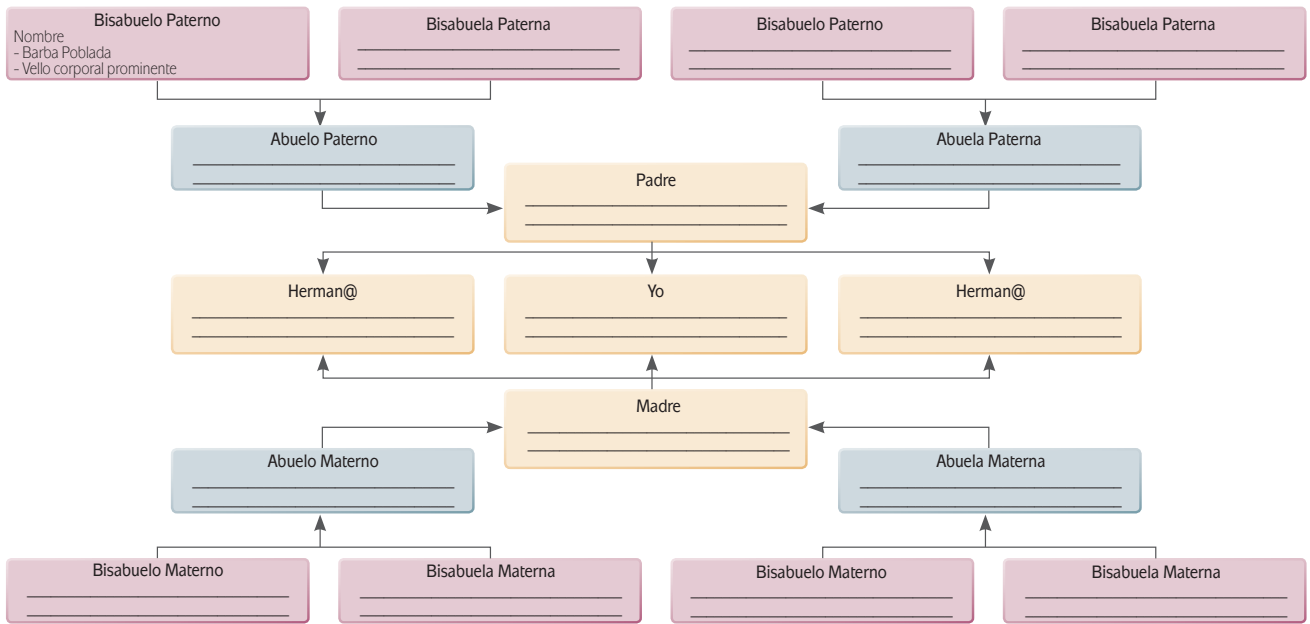 Bisabuelo Paterno
Nombre
- Barba Poblada
- Vello corporal prominente
Bisabuela Paterna
Bisabuelo Paterno
Bisabuela Paterna
Abuelo Paterno
Abuela Paterna
Padre
Herman@
Yo
Herman@
Madre
Abuelo Materno
Abuela Materna
Bisabuelo Materno
Bisabuela Materna
Bisabuelo Materno
Bisabuela Materna